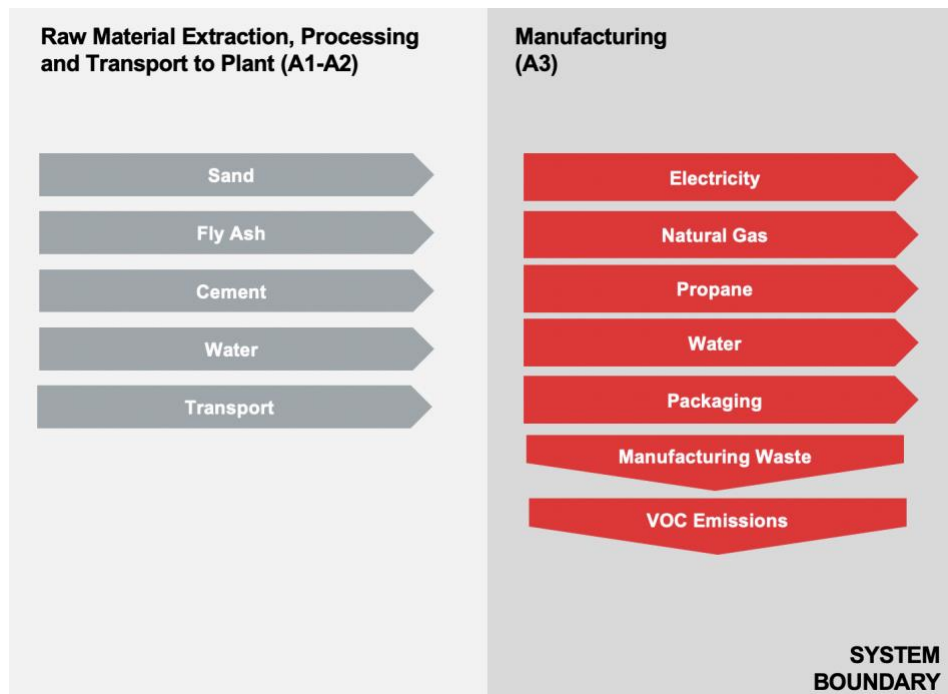 Raw Material Extraction, Processing
and Transport to Plant (A1-A2)
Sand
Fly Ash
Cement
Water
Transport
Manufacturing
(A3)
Electricity
Natural Gas
Propane
Water
Packaging
Manufacturing Waste
VOC Emissions
SYSTEM
BOUNDARY